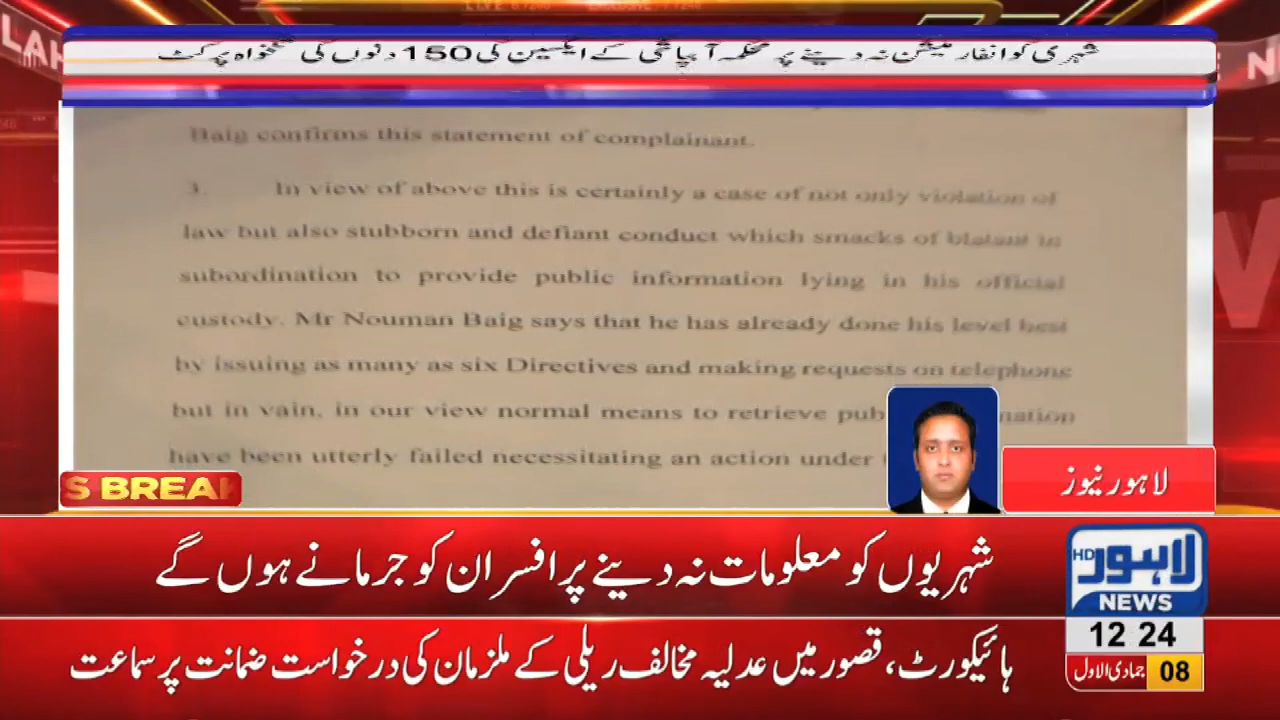 شہری کو انفارمیشن نہ دینے پر محکمہ آبپاشی کے ایکسین کی 150 دنوں کی تنخواہ پر کٹ
Baig confirms this statement of complainant.
3. In view of above this is certainly a case of not only violation of
law but also stubborn and defiant conduct which smacks of blatant in
subordination to provide public information lying in his official
custody. Mr Nouman Baig says that he has already done his level best
by issuing as many as six Directives and making requests on telephone
but in vain, in our view normal means to retrieve pub nation
have been utterly failed necessitating an action under
S BREAK
لاہور نیوز
شہریوں کو معلومات نہ دینے پر افسران کو جرمانے ہوں گے
ہائیکورٹ، قصور میں عدلیہ مخالف ریلی کے ملزمان کی درخواست ضمانت پر سماعت
لاہور HD
NEWS
12 24
08 جمادی الاول